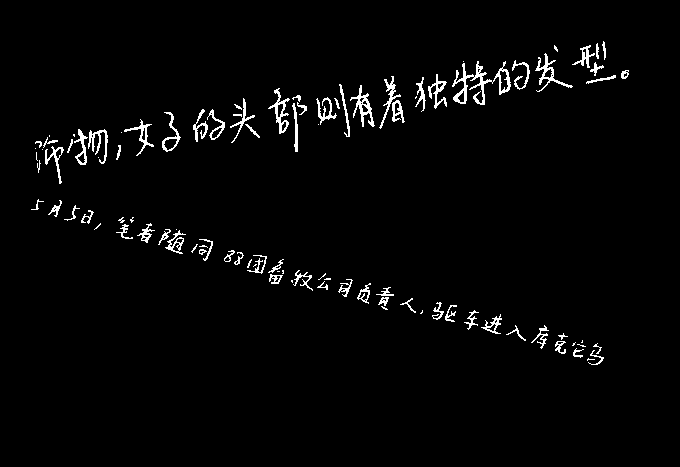 饰物,女子的头部则有着独特的发型。
5月5日,笔者随同88团畜牧公司负责人,驱车进入库克它乌